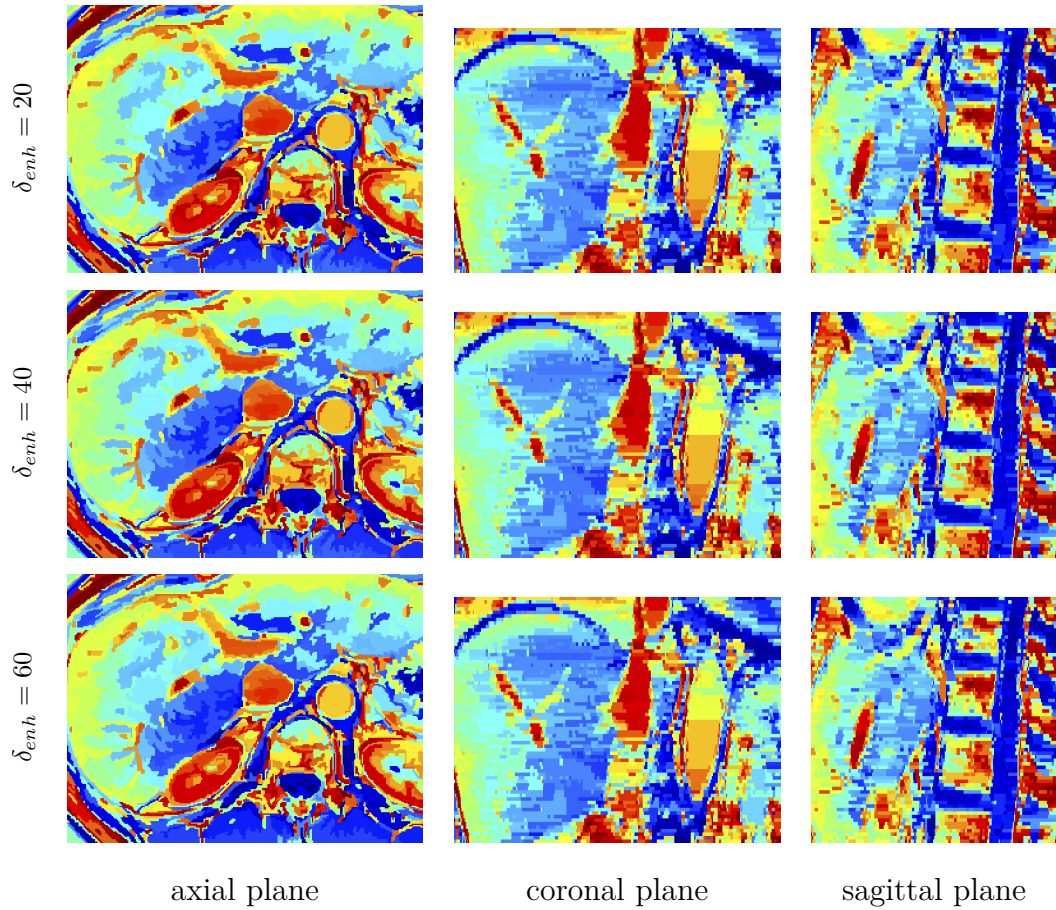 δ_enh = 20
δ_enh = 40
δ_enh = 60
axial plane
coronal plane
sagittal plane